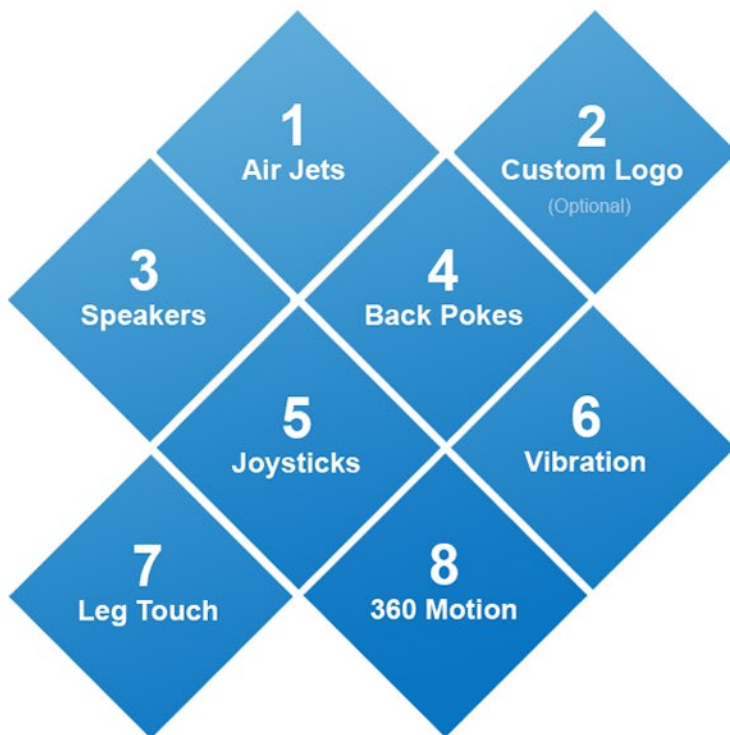 1
Air Jets
2
Custom Logo
(Optional)
3
Speakers
4
Back Pokes
5
Joysticks
6
Vibration
7
Leg Touch
8
360 Motion